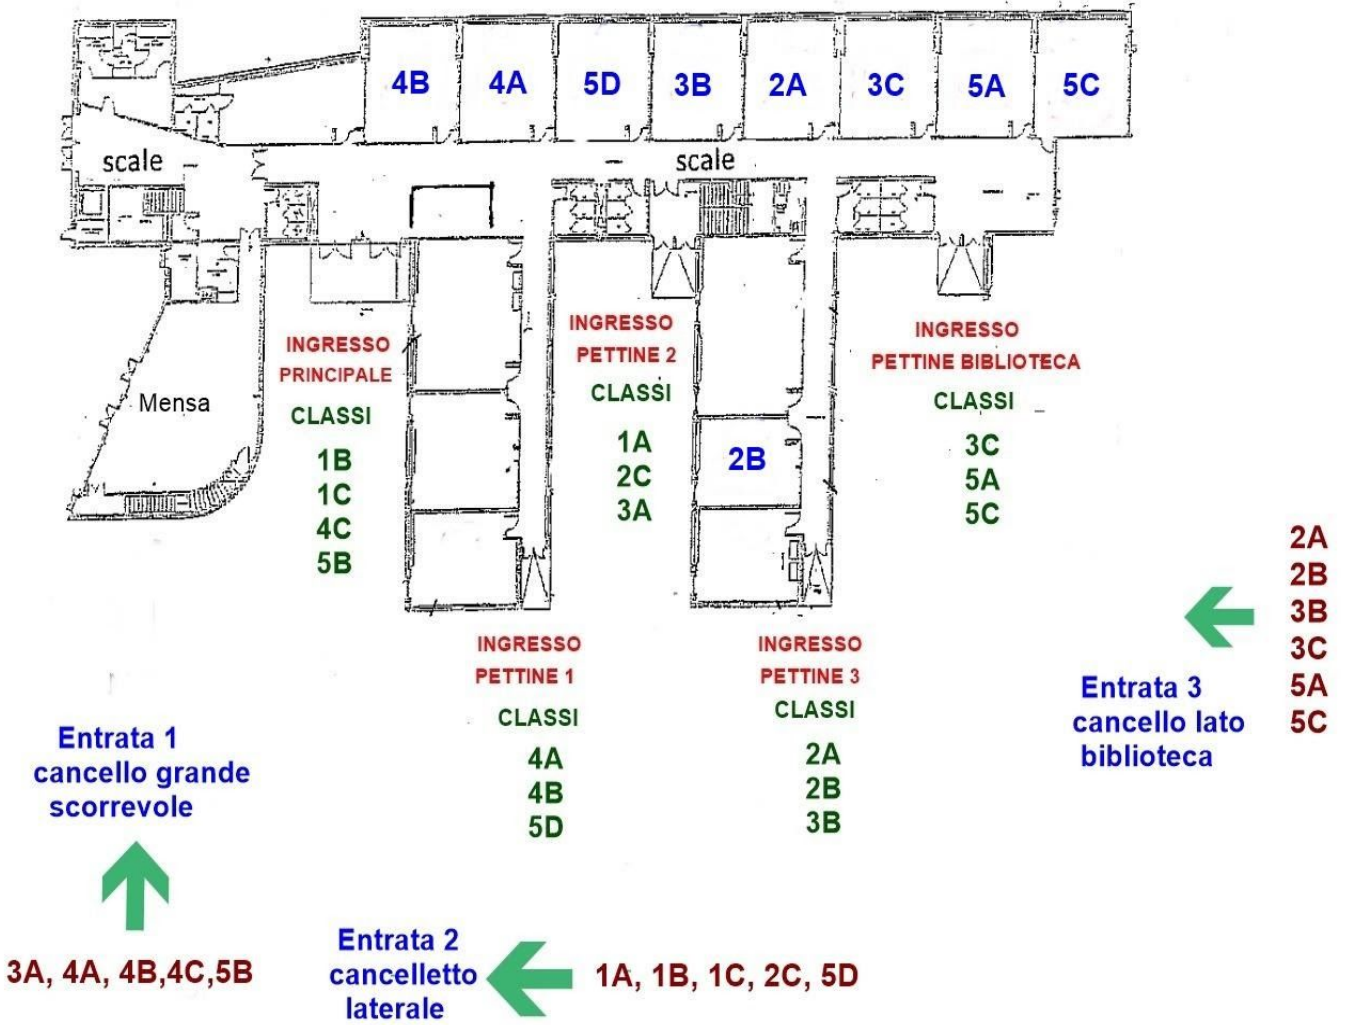 4B 4A 5D 3B 2A 3C 5A 5C
scale scale
Mensa
2B
INGRESSO
PRINCIPALE
CLASSI
1B
1C
4C
5B
INGRESSO
PETTINE 2
CLASSI
1A
2C
3A
INGRESSO
PETTINE BIBLIOTECA
CLASSI
3C
5A
5C
INGRESSO
PETTINE 1
CLASSI
4A
4B
5D
INGRESSO
PETTINE 3
CLASSI
2A
2B
3B
2A
2B
3B
3C
5A
5C
Entrata 3
cancello lato
biblioteca
Entrata 1
cancello grande
scorrevole
3A, 4A, 4B,4C,5B
Entrata 2
cancelletto
laterale
1A, 1B, 1C, 2C, 5D